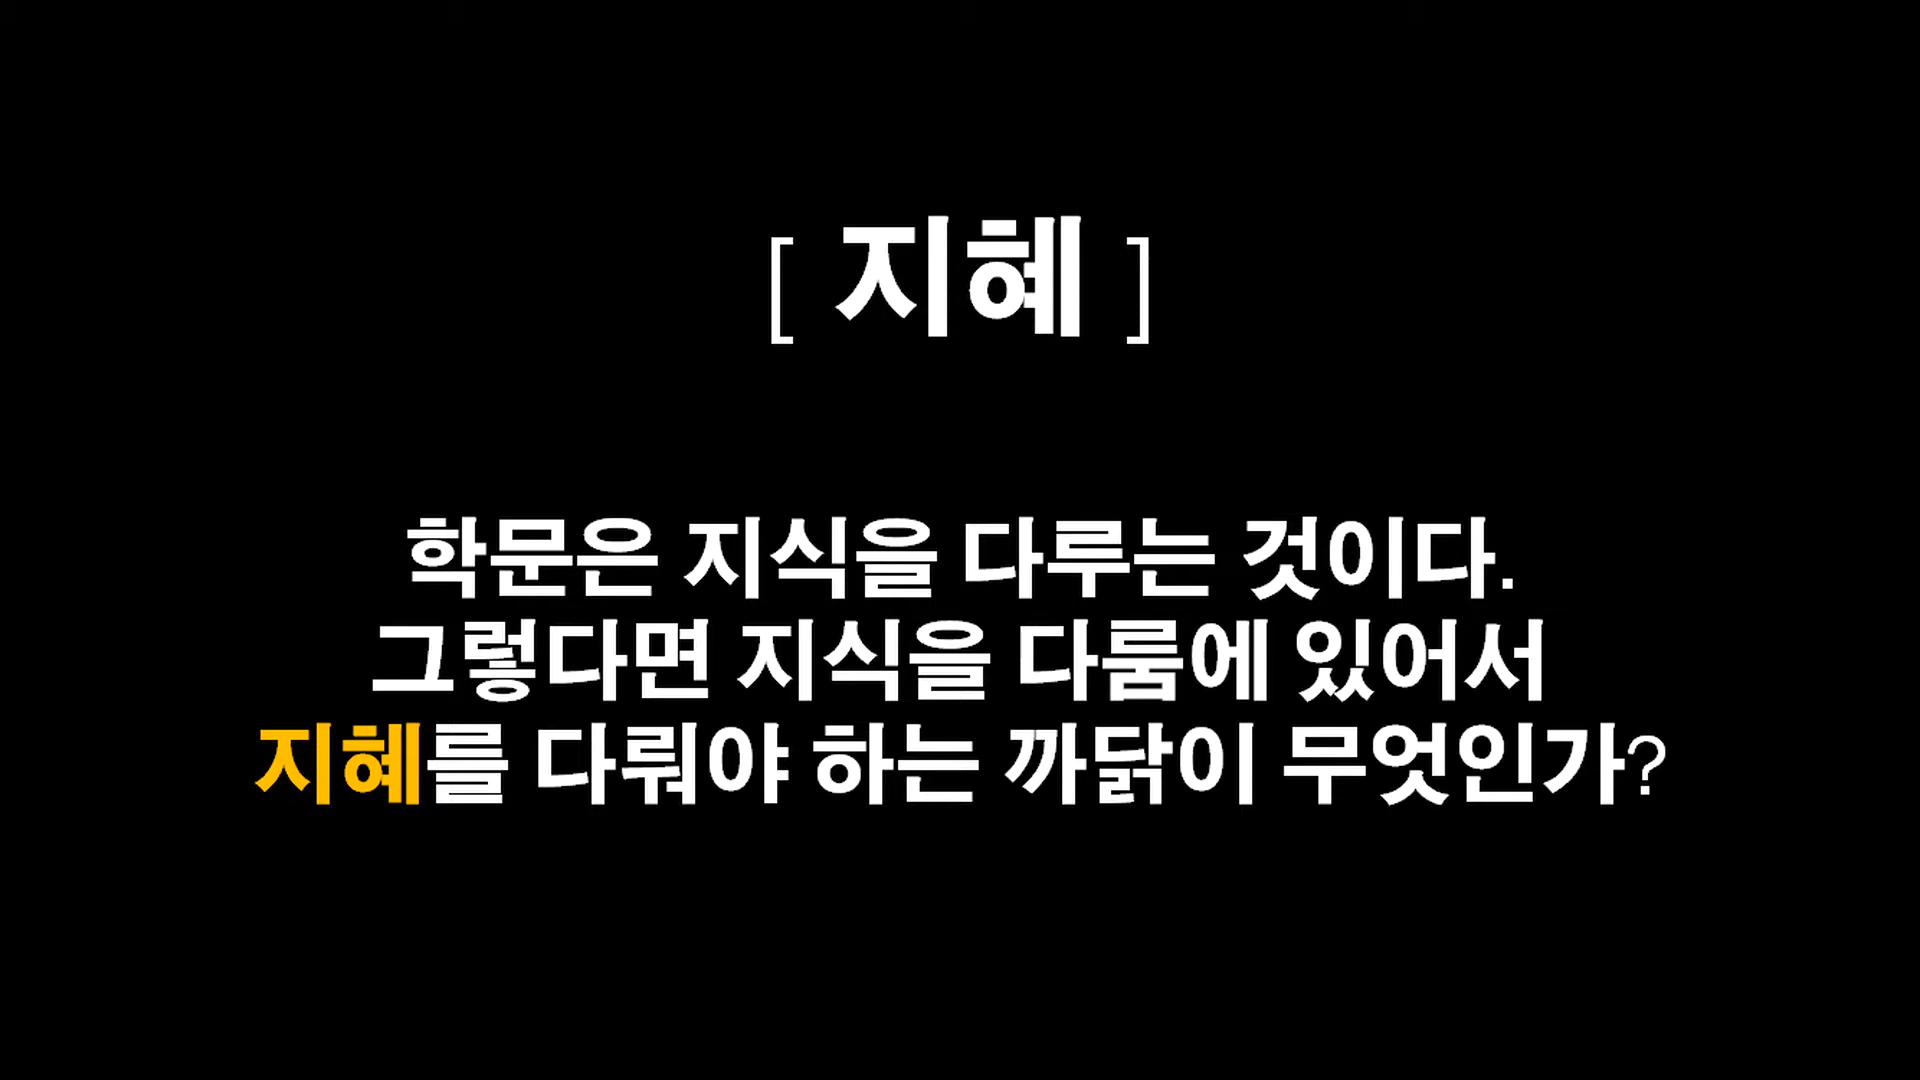 [ 지혜 ]
학문은 지식을 다루는 것이다.
그렇다면 지식을 다룸에 있어서
지혜를 다뤄야 하는 까닭이 무엇인가?